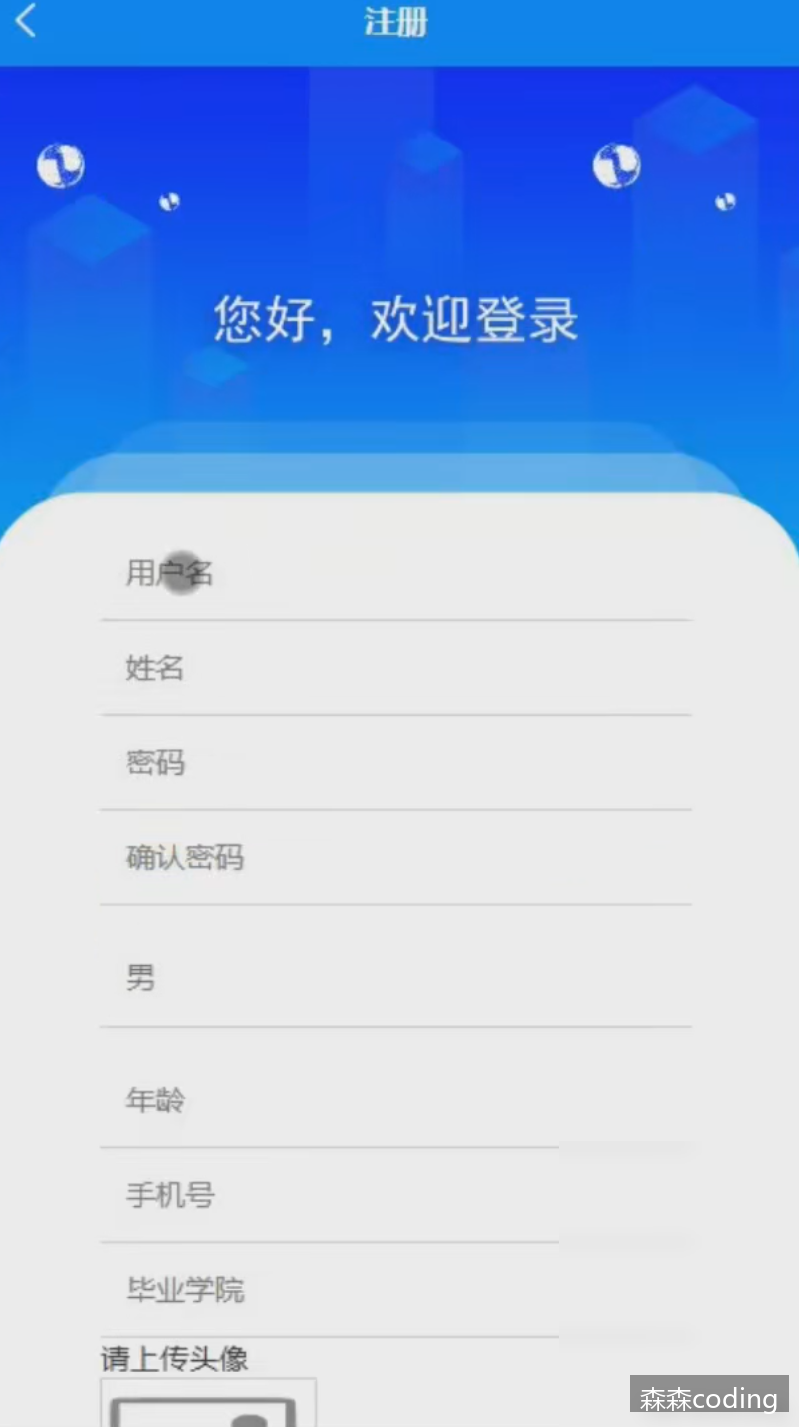 注册
您好，欢迎登录
用户名
姓名
密码
确认密码
男
年龄
手机号
毕业学院
请上传头像
森森coding